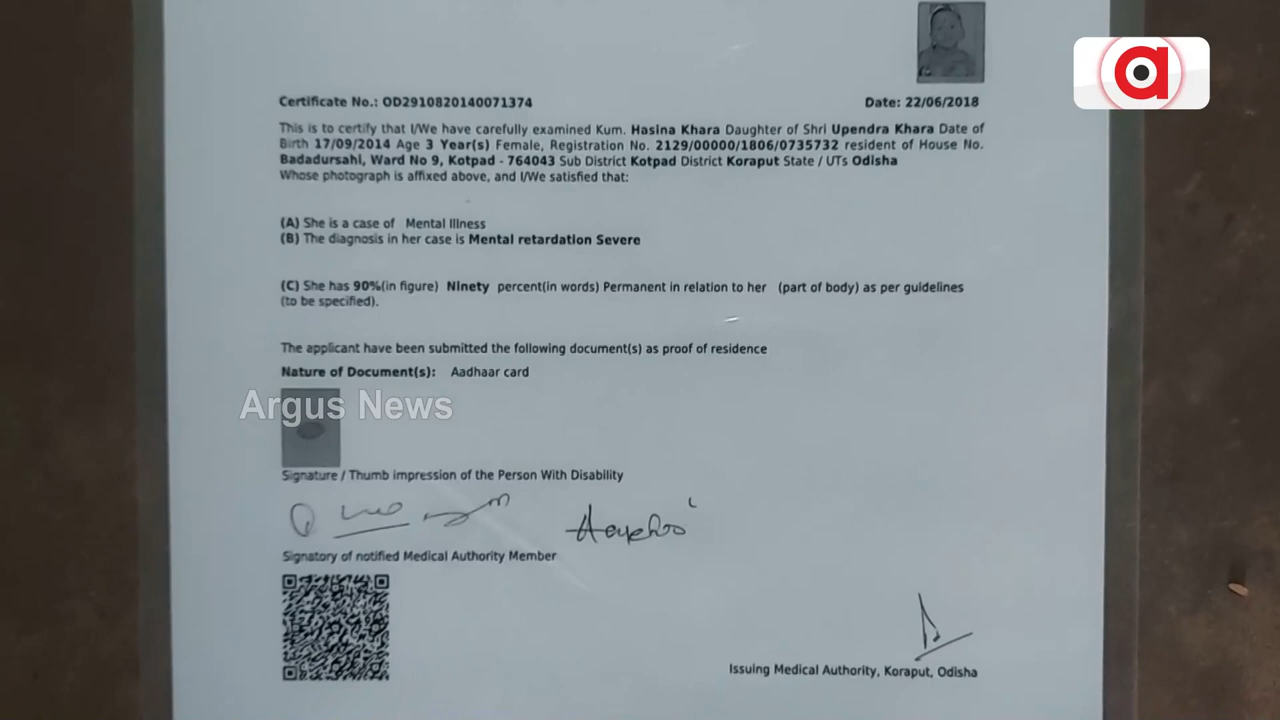 Certificate No.: OD2910820140071374 Date: 22/06/2018
This is to certify that I/We have carefully examined Kum. Hasina Khara Daughter of Shri Upendra Khara Date of
Birth 17/09/2014 Age 3 Year(s) Female, Registration No. 2129/00000/1806/0735732 resident of House No.
Badadursahi, Ward No 9, Kotpad - 764043 Sub District Kotpad District Koraput State / UTs Odisha
Whose photograph is affixed above, and I/We satisfied that:
(A) She is a case of Mental Illness
(B) The diagnosis in her case is Mental retardation Severe
(C) She has 90%(in figure) Ninety percent(in words) Permanent in relation to her (part of body) as per guidelines
(to be specified).
The applicant have been submitted the following document(s) as proof of residence
Nature of Document(s): Aadhaar card
Argus News
Signature / Thumb impression of the Person With Disability
Signatory of notified Medical Authority Member
Issuing Medical Authority, Koraput, Odisha